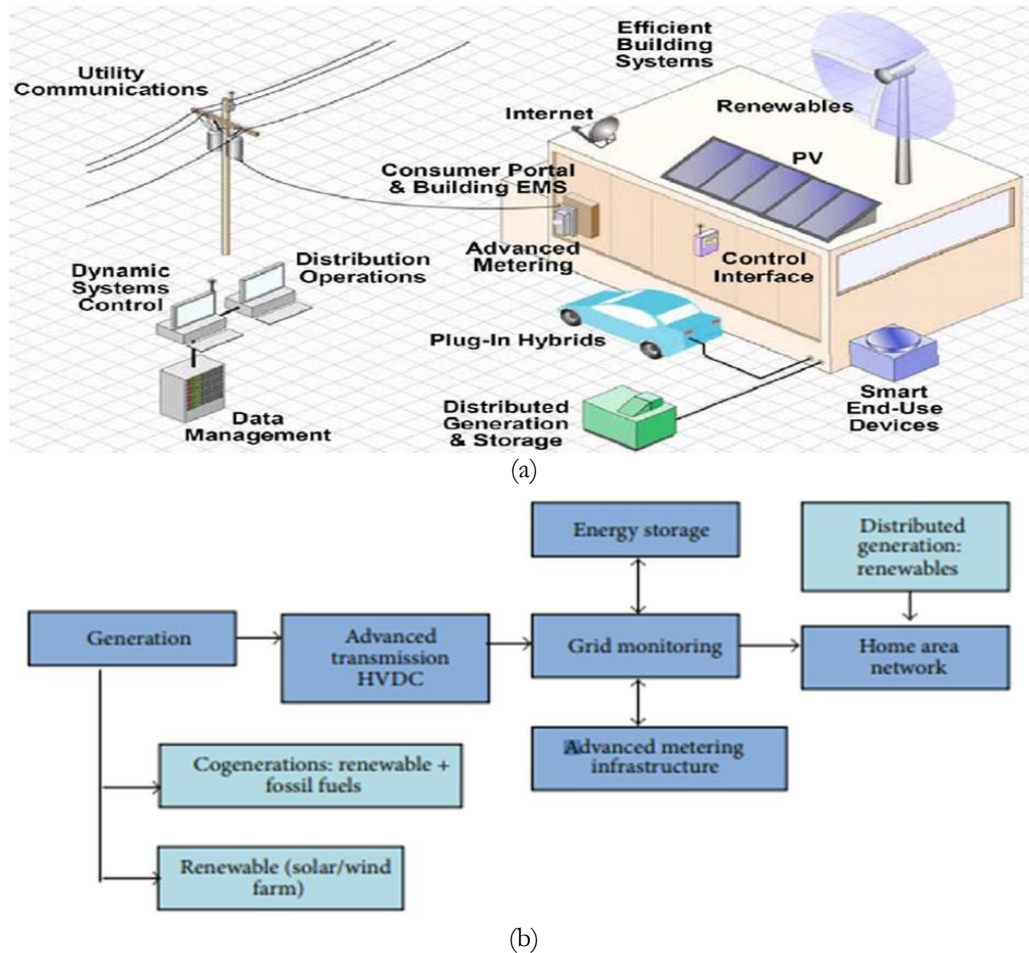 Efficient
Building
Systems
Utility
Communications
Renewables
Internet
PV
Consumer Portal
& Building EMS
Advanced
Metering
Control
Interface
Dynamic
Systems
Control
Distribution
Operations
Plug-In Hybrids
Data
Management
Distributed
Generation
& Storage
Smart
End-Use
Devices
(a)
Energy storage
Distributed
generation:
renewables
Generation
Advanced
transmission
HVDC
Grid monitoring
Home area
network
Advanced metering
infrastructure
Cogenerations: renewable +
fossil fuels
Renewable (solar/wind
farm)
(b)